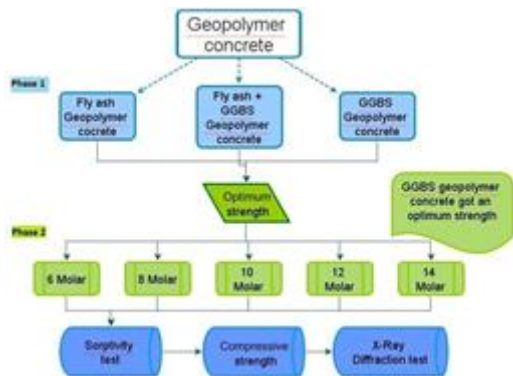 Geopolymer
concrete
Phase 1
Fly ash
Geopolymer
cocrete
Fly ash +
GGBS
Geopolymer
concrete
GGBS
Geopolymer
concrete
Optimum
strength
GGBS geopolymer
concrete got an
optimum strength
Phase 2
6 Molar
8 Molar
10
Molar
12
Molar
14
Molar
Sorptivity
test
Compressive
strength
X-Ray
Diffraction test